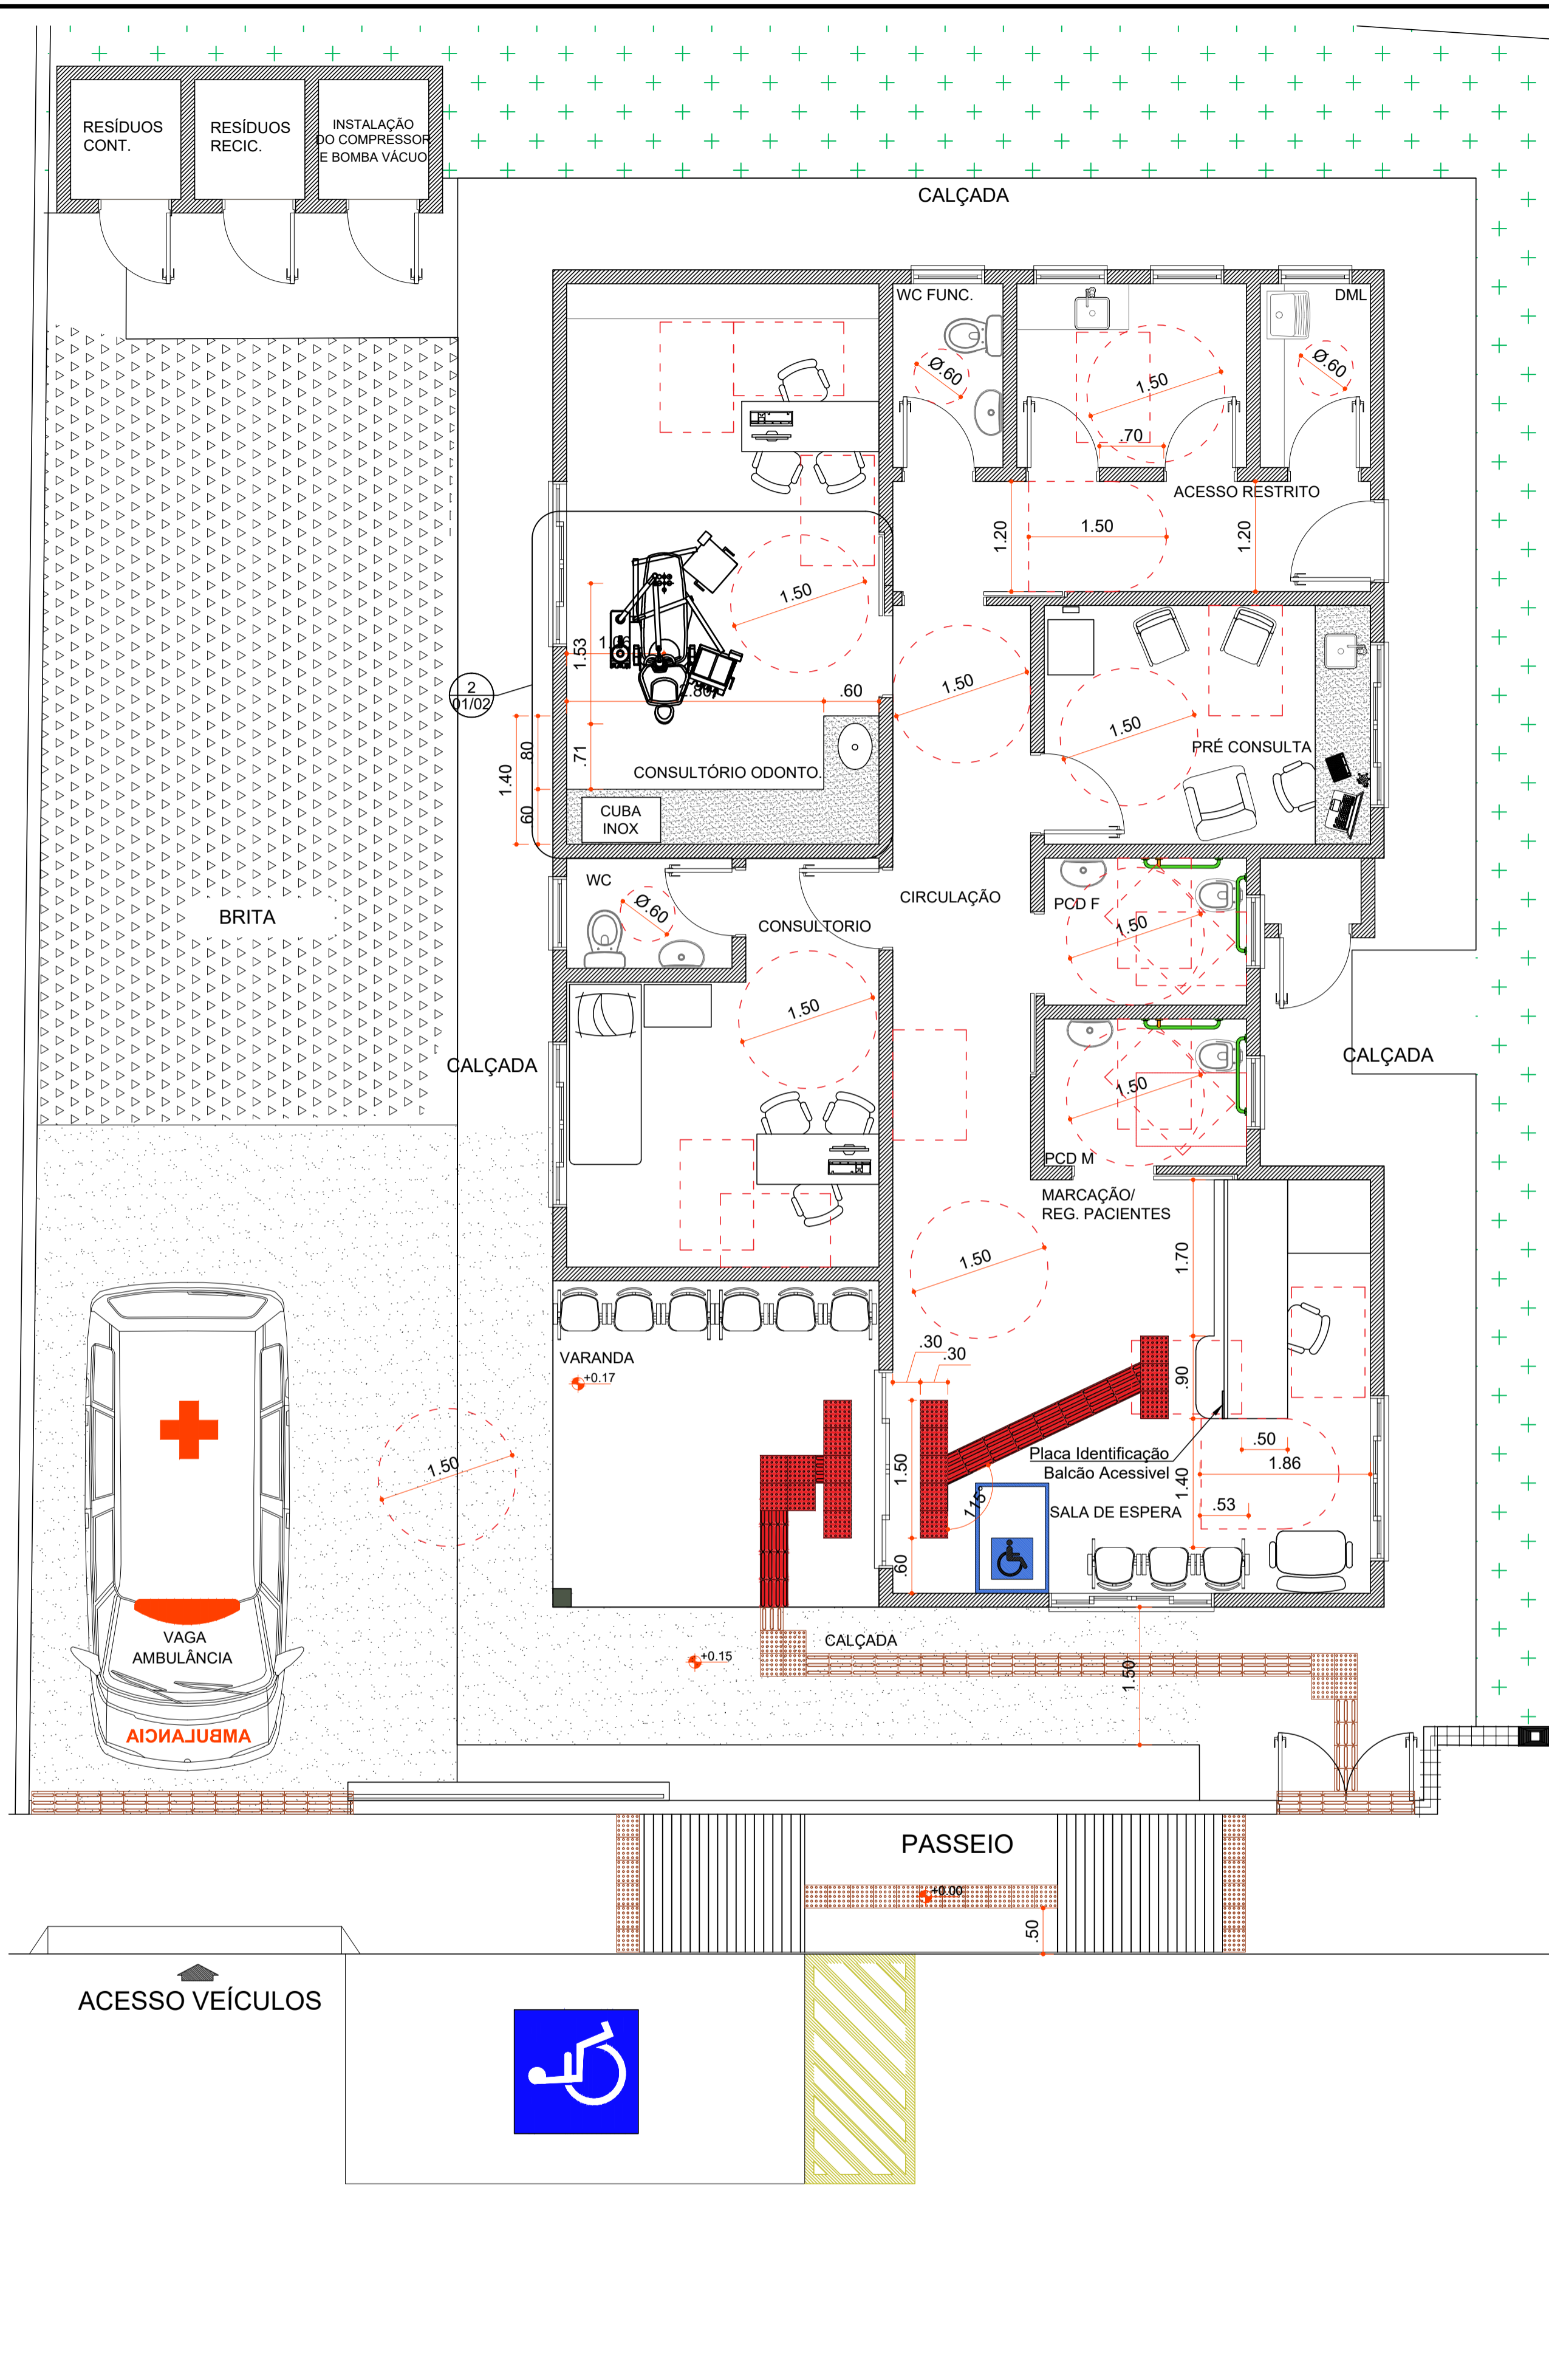 RESÍDUOS
CONT.
RESÍDUOS
RECIC.
INSTALAÇÃO
DO COMPRESSOR
E BOMBA VÁCUO
CALÇADA
WC FUNC.
DML
Ø.60
1.50
Ø.60
.70
ACESSO RESTRITO
1.20
1.50
1.20
1.50
1.53
2.80
.60
1.50
2
01/02
1.50
PRÉ CONSULTA
1.40
80
.71
60
CONSULTÓRIO ODONTO.
CUBA
INOX
WC
Ø.60
CONSULTORIO
CIRCULAÇÃO
PCD F
1.50
BRITA
1.50
CALÇADA
CALÇADA
1.50
PCD M
MARCAÇÃO/
REG. PACIENTES
1.70
1.50
VARANDA
+0.17
.30
.30
.90
Placa Identificação
Balcão Acessivel
.50
1.86
1.50
1.50
1.40
115°
.53
SALA DE ESPERA
.60
VAGA
AMBULÂNCIA
CALÇADA
+0.15
1.50
AMBULANCIA
PASSEIO
+0.00
.50
ACESSO VEÍCULOS